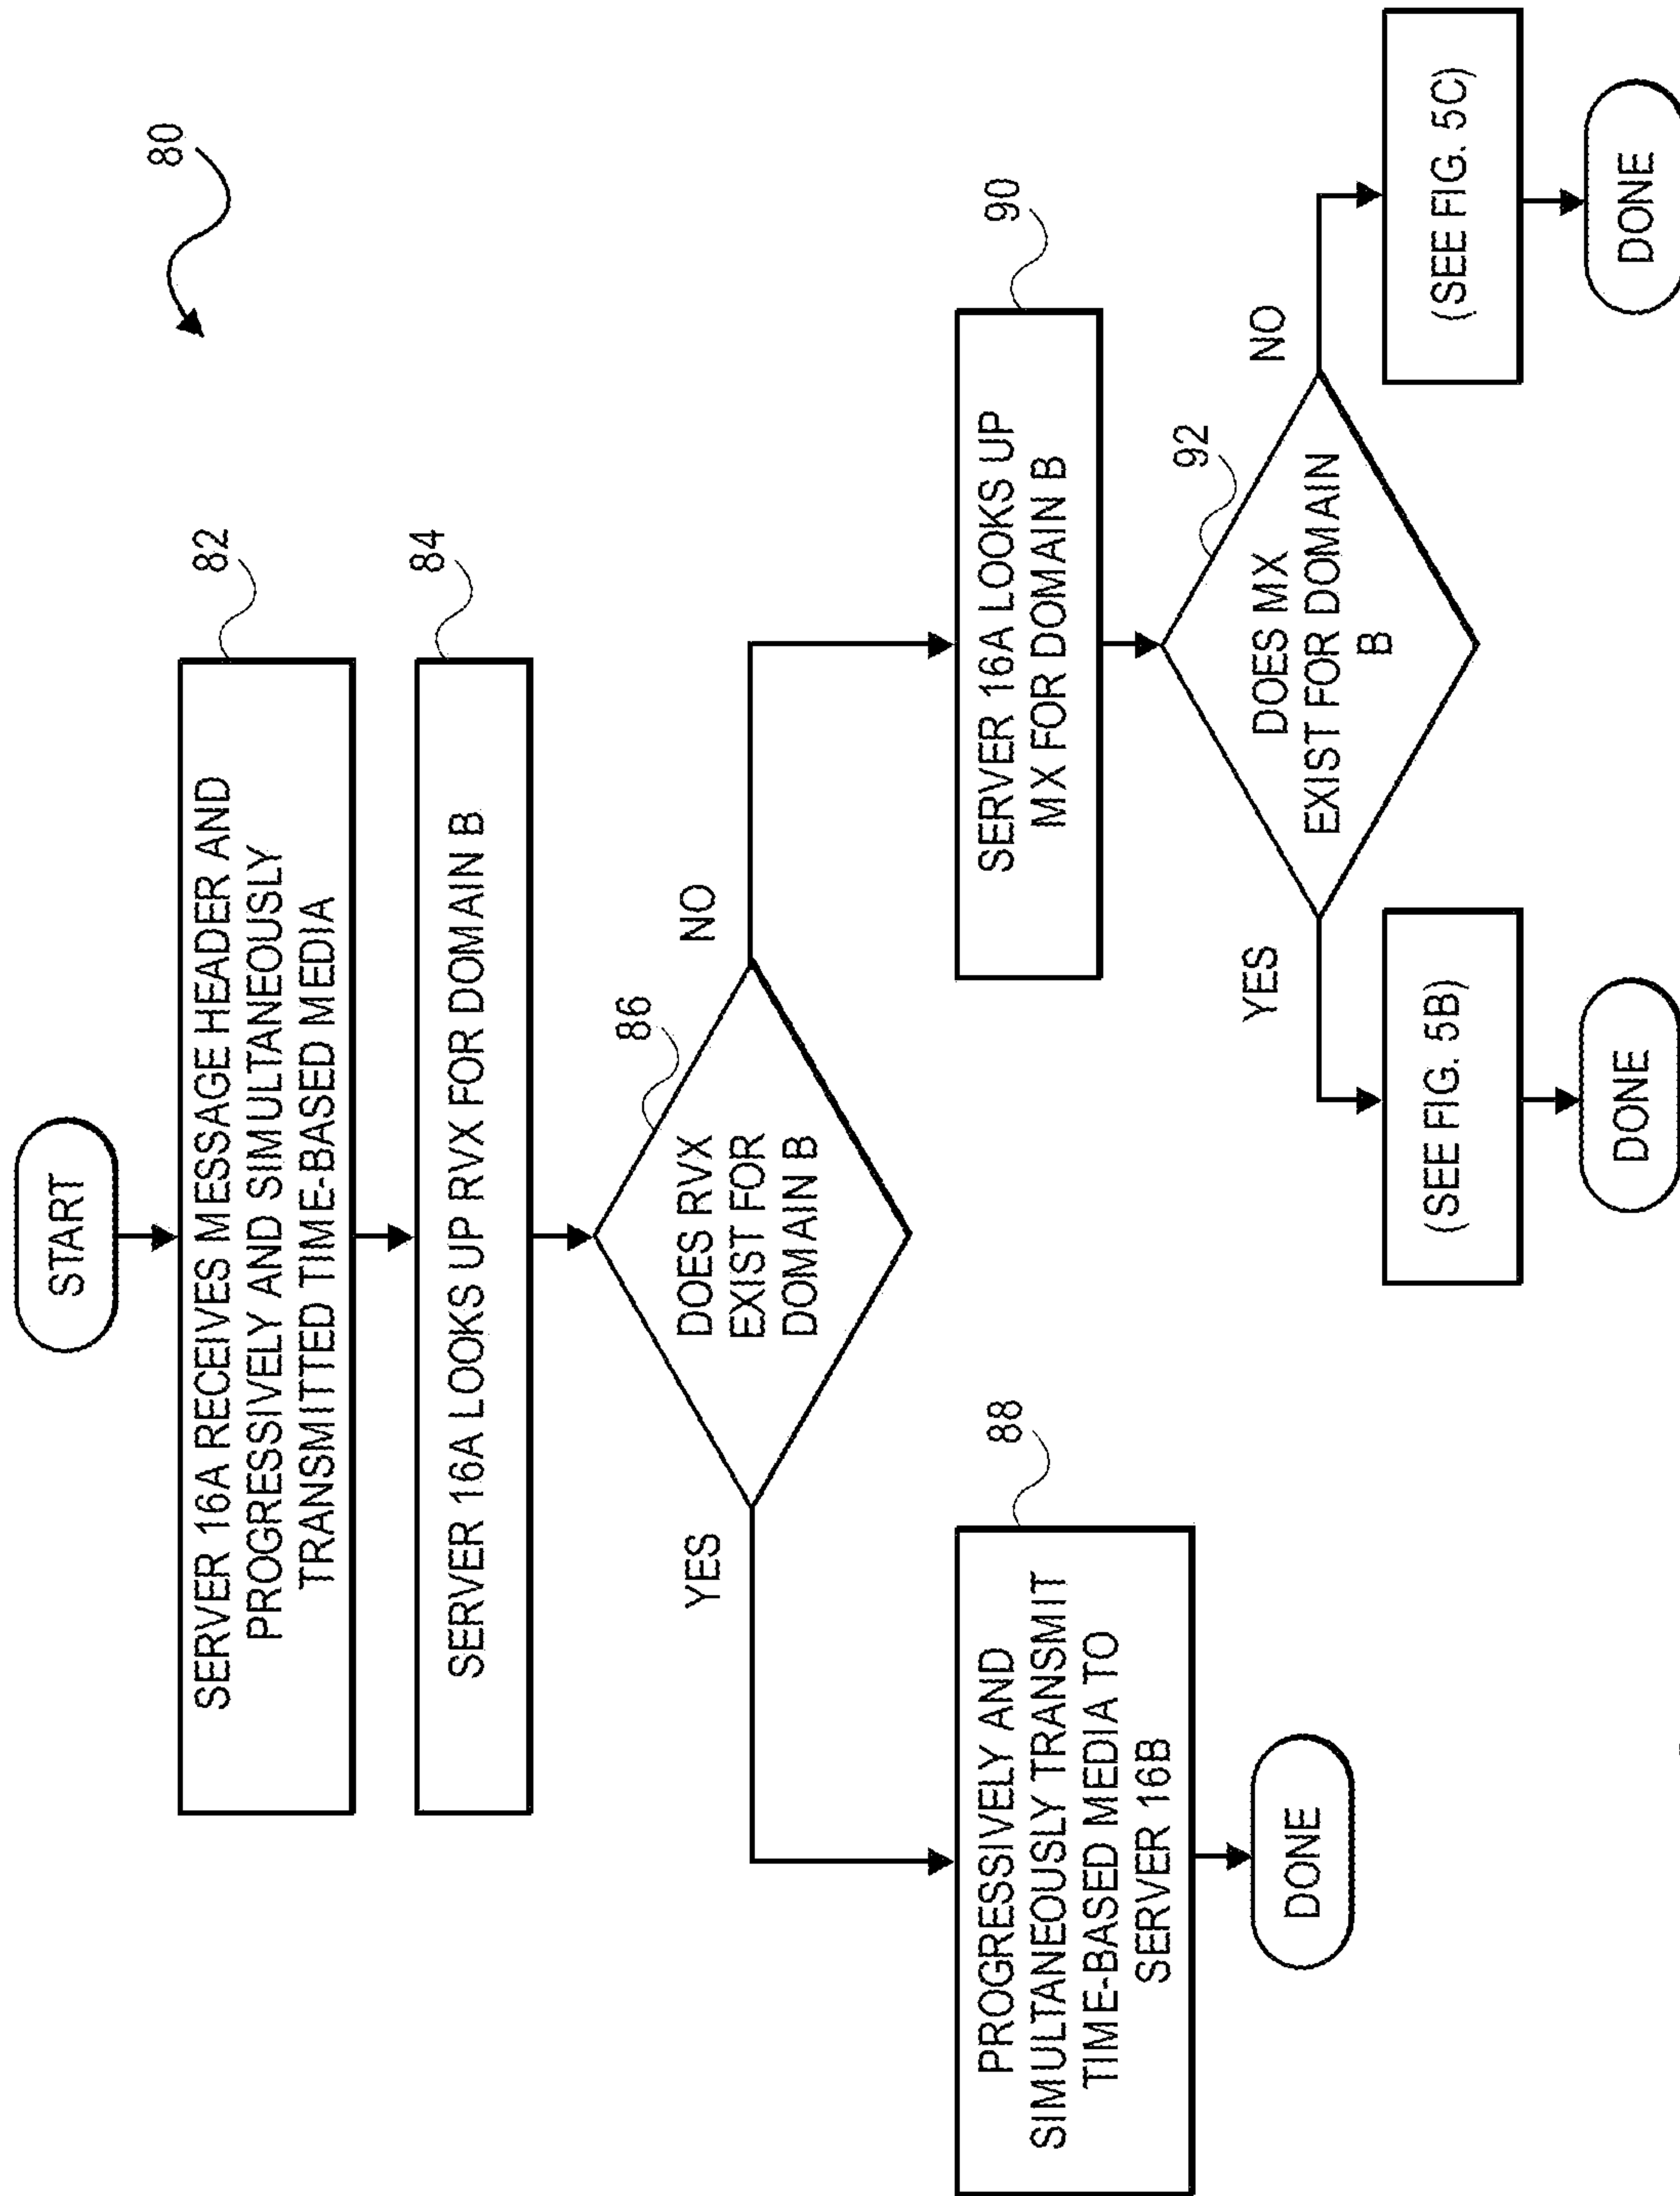 80
START
82
SERVER 16A RECEIVES MESSAGE HEADER AND
PROGRESSIVELY AND SIMULTANEOUSLY
TRANSMITTED TIME-BASED MEDIA
84
SERVER 16A LOOKS UP RVX FOR DOMAIN B
86
DOES RVX
EXIST FOR
DOMAIN B
YES
NO
88
PROGRESSIVELY AND
SIMULTANEOUSLY TRANSMIT
TIME-BASED MEDIA TO
SERVER 16B
DONE
90
SERVER 16A LOOKS UP
MX FOR DOMAIN B
92
DOES MX
EXIST FOR DOMAIN
B
YES
NO
(SEE FIG. 5B)
DONE
(SEE FIG. 5C)
DONE